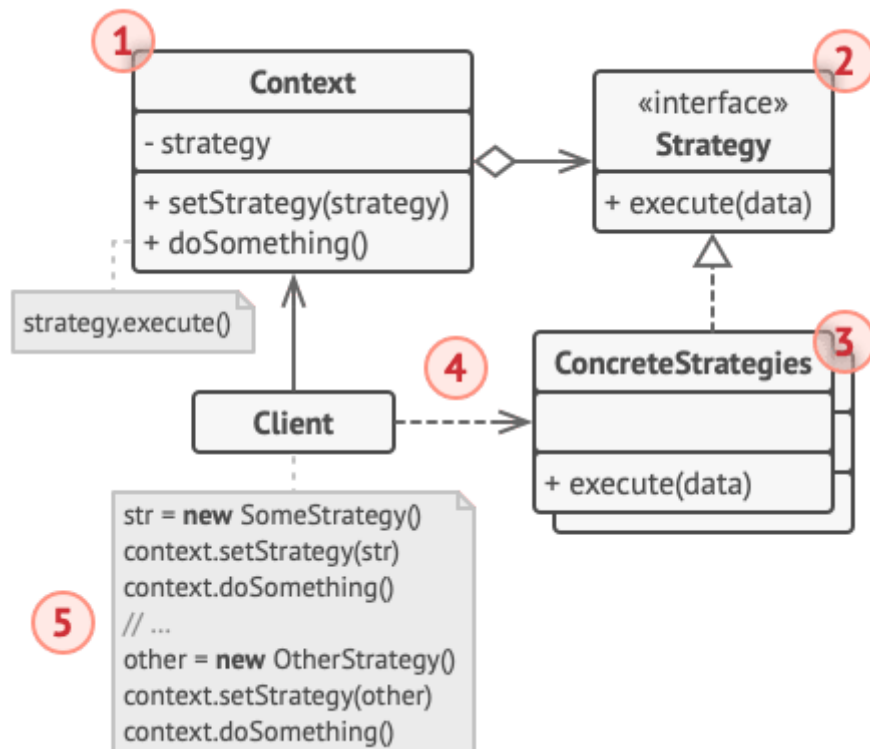 1
Context
- strategy
+ setStrategy(strategy)
+ doSomething()
2
«interface»
Strategy
+ execute(data)
strategy.execute()
3
ConcreteStrategies
+ execute(data)
4
Client
5
str = new SomeStrategy()
context.setStrategy(str)
context.doSomething()
// ...
other = new OtherStrategy()
context.setStrategy(other)
context.doSomething()